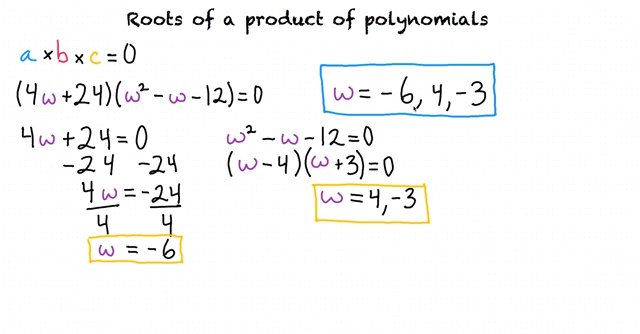 Roots of a product of polynomials
a × b × c = 0
(4w + 24)(w² - w - 12) = 0
w = -6, 4, -3
4w + 24 = 0
-24 -24
4w = -24
4 4
w = -6
w² - w - 12 = 0
(w - 4)(w + 3) = 0
w = 4, -3